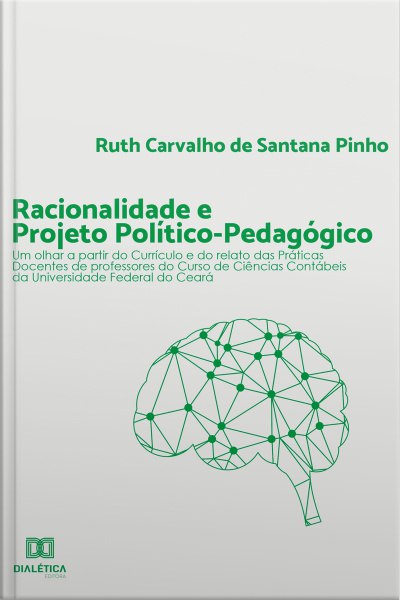 Ruth Carvalho de Santana Pinho
Racionalidade e
Projeto Político-Pedagógico
Um olhar a partir do Currículo e do relato das Práticas
Docentes de professores do Curso de Ciências Contábeis
da Universidade Federal do Ceará
DIALÉTICA
EDITORA